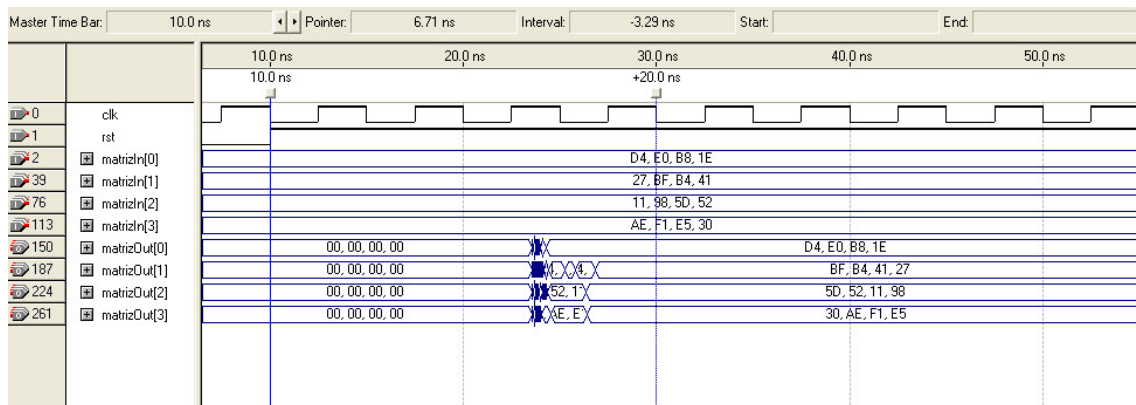 Master Time Bar: 10.0 ns Pointer: 6.71 ns Interval: -3.29 ns Start: End:
10.0 ns 20.0 ns 30.0 ns 40.0 ns 50.0 ns
10.0 ns +20.0 ns
0 clk
1 rst
2 matrizIn[0] D4, E0, B8, 1E
39 matrizIn[1] 27, BF, B4, 41
76 matrizIn[2] 11, 98, 5D, 52
113 matrizIn[3] AE, F1, E5, 30
150 matrizOut[0] 00, 00, 00, 00 D4, E0, B8, 1E
187 matrizOut[1] 00, 00, 00, 00 BF, B4, 41, 27
224 matrizOut[2] 00, 00, 00, 00 52, 5D, 52, 11, 98
261 matrizOut[3] 00, 00, 00, 00 AE, 30, AE, F1, E5